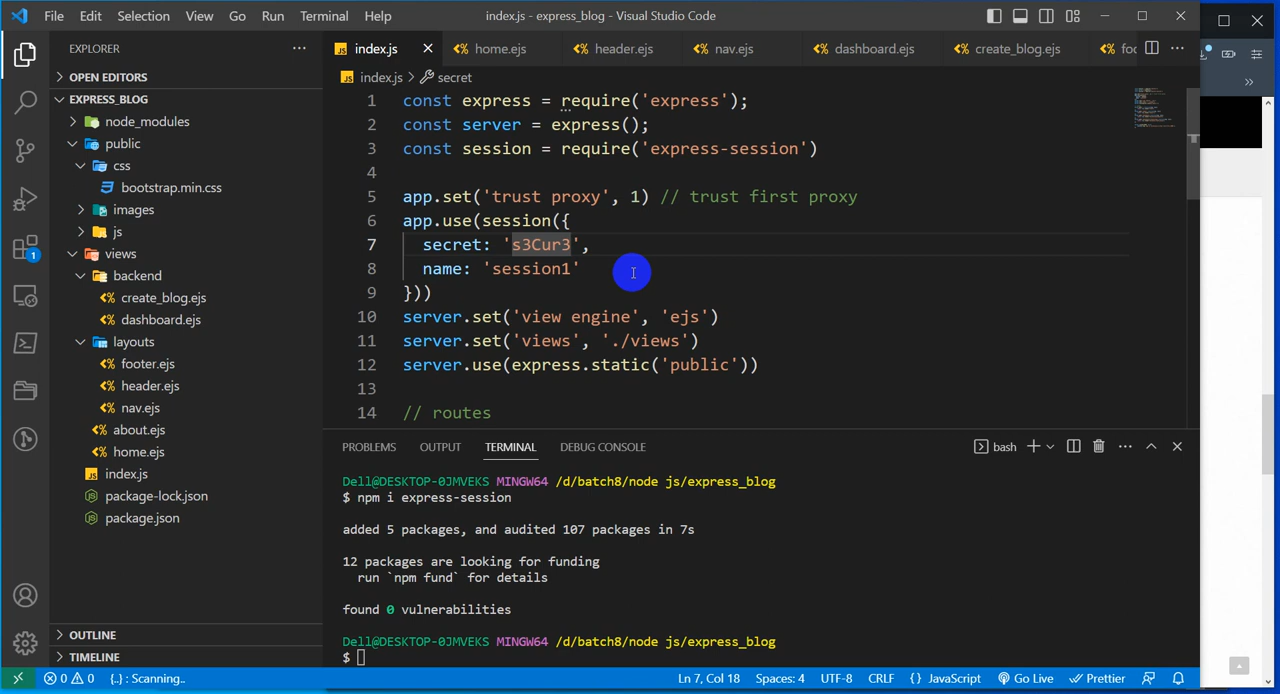 File Edit Selection View Go Run Terminal Help
index.js - express_blog - Visual Studio Code
EXPLORER
OPEN EDITORS
EXPRESS_BLOG
node_modules
public
css
bootstrap.min.css
images
js
views
backend
create_blog.ejs
dashboard.ejs
layouts
footer.ejs
header.ejs
nav.ejs
about.ejs
home.ejs
index.js
package-lock.json
package.json
OUTLINE
TIMELINE
1
JS index.js home.ejs header.ejs nav.ejs dashboard.ejs create_blog.ejs foo
JS index.js > secret
1 const express = require('express');
2 const server = express();
3 const session = require('express-session')
4
5 app.set('trust proxy', 1) // trust first proxy
6 app.use(session({
7 secret: 's3Cur3',
8 name: 'session1'
9 }))
10 server.set('view engine', 'ejs')
11 server.set('views', './views')
12 server.use(express.static('public'))
13
14 // routes
PROBLEMS OUTPUT TERMINAL DEBUG CONSOLE
bash
Dell@DESKTOP-0JMVEKS MINGW64 /d/batch8/node js/express_blog
$ npm i express-session
added 5 packages, and audited 107 packages in 7s
12 packages are looking for funding
run `npm fund` for details
found 0 vulnerabilities
Dell@DESKTOP-0JMVEKS MINGW64 /d/batch8/node js/express_blog
$
0 0 {..} : Scanning.. Ln 7, Col 18 Spaces: 4 UTF-8 CRLF {} JavaScript Go Live Prettier